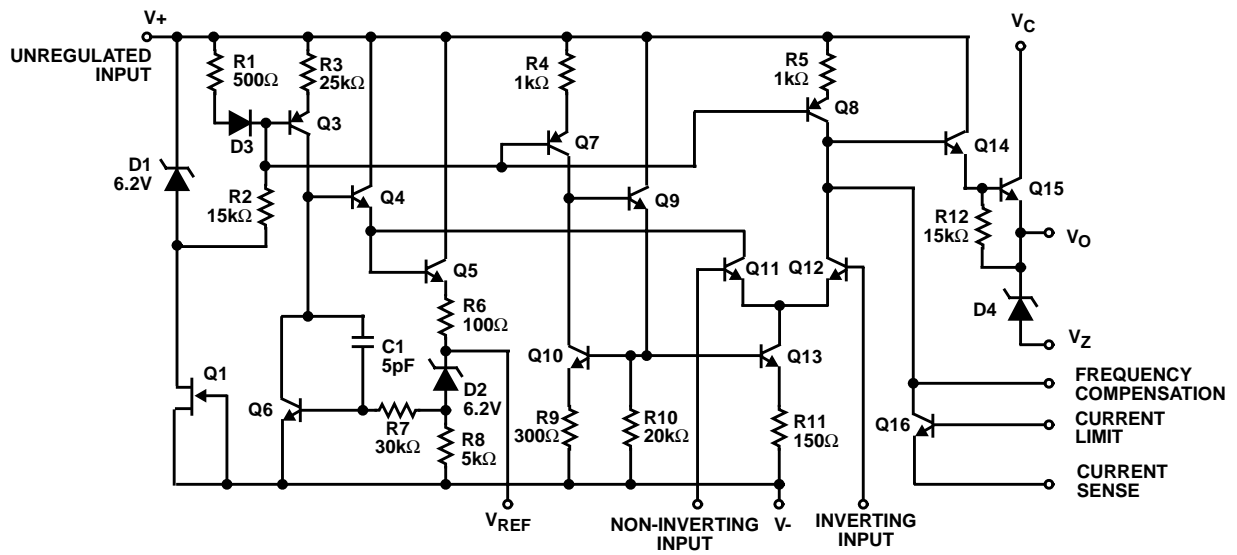 V+
UNREGULATED
INPUT
R1
500Ω
R3
25kΩ
R4
1kΩ
R5
1kΩ
VC
D3
Q3
Q7
Q8
Q14
D1
6.2V
R2
15kΩ
Q4
Q9
Q15
R12
15kΩ
VO
Q5
Q11
Q12
R6
100Ω
D4
C1
5pF
Q10
Q13
VZ
Q1
D2
6.2V
FREQUENCY
COMPENSATION
Q6
R7
30kΩ
R8
5kΩ
R9
300Ω
R10
20kΩ
R11
150Ω
Q16
CURRENT
LIMIT
CURRENT
SENSE
VREF
NON-INVERTING
INPUT
V-
INVERTING
INPUT